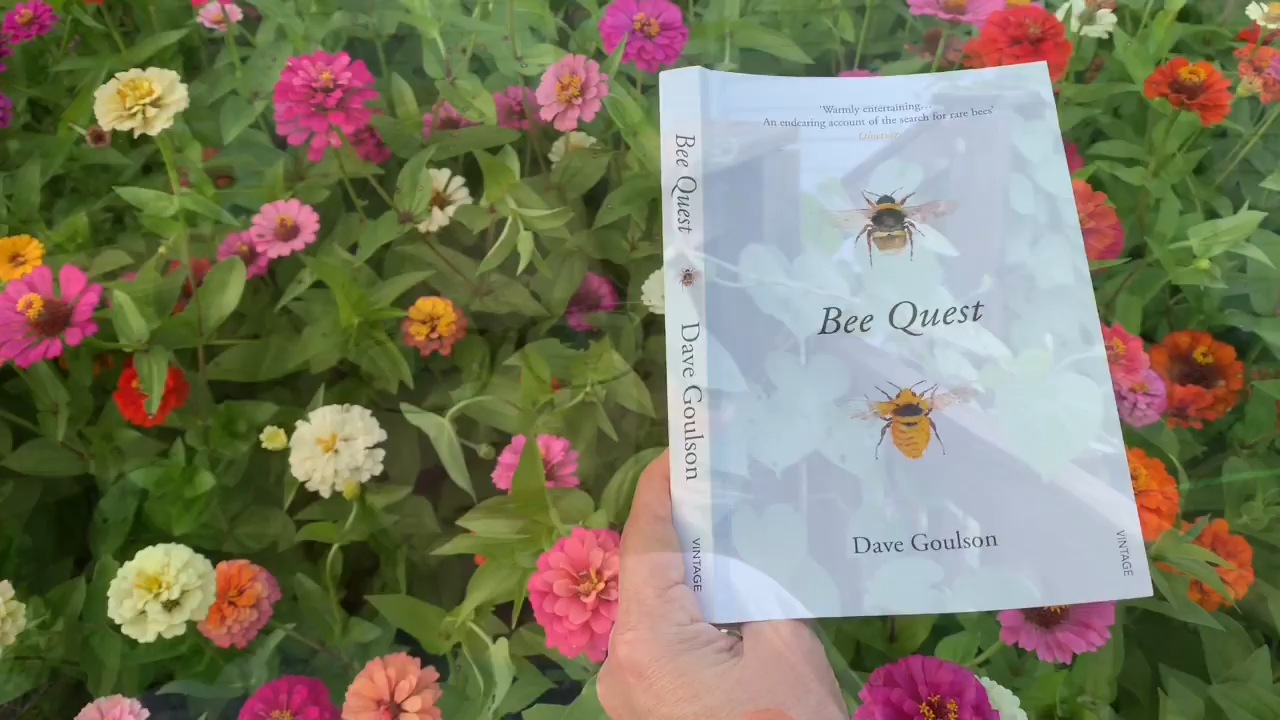 'Warmly entertaining...
An endearing account of the search for rare bees'
Observer
Bee Quest
Dave Goulson
VINTAGE
Bee Quest
Dave Goulson
VINTAGE